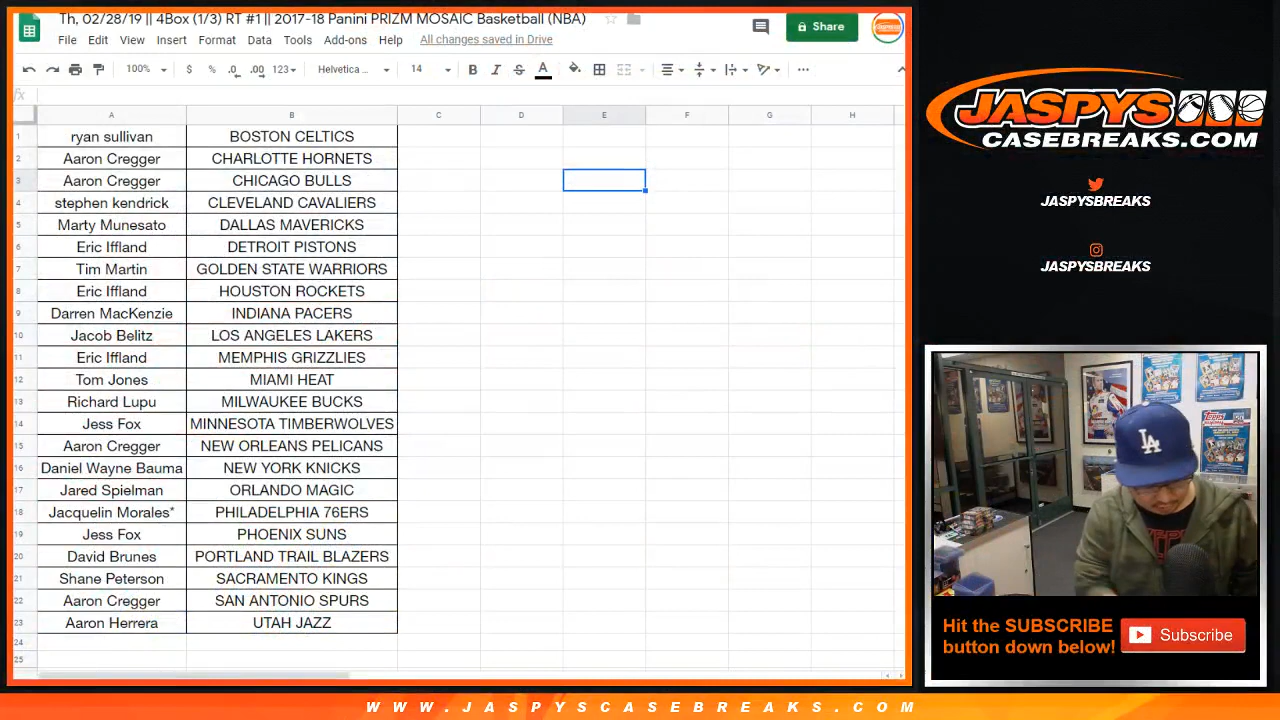 Th, 02/28/19 || 4Box (1/3) RT #1 || 2017-18 Panini PRIZM MOSAIC Basketball (NBA)
File Edit View Insert Format Data Tools Add-ons Help All changes saved in Drive
Share
100% $ % .0 .00 123 Helvetica ... 14 B I S A
fx
A B C D E F G H
1 ryan sullivan BOSTON CELTICS
2 Aaron Cregger CHARLOTTE HORNETS
3 Aaron Cregger CHICAGO BULLS
4 stephen kendrick CLEVELAND CAVALIERS
5 Marty Munesato DALLAS MAVERICKS
6 Eric Iffland DETROIT PISTONS
7 Tim Martin GOLDEN STATE WARRIORS
8 Eric Iffland HOUSTON ROCKETS
9 Darren MacKenzie INDIANA PACERS
10 Jacob Belitz LOS ANGELES LAKERS
11 Eric Iffland MEMPHIS GRIZZLIES
12 Tom Jones MIAMI HEAT
13 Richard Lupu MILWAUKEE BUCKS
14 Jess Fox MINNESOTA TIMBERWOLVES
15 Aaron Cregger NEW ORLEANS PELICANS
16 Daniel Wayne Bauma NEW YORK KNICKS
17 Jared Spielman ORLANDO MAGIC
18 Jacquelin Morales* PHILADELPHIA 76ERS
19 Jess Fox PHOENIX SUNS
20 David Brunes PORTLAND TRAIL BLAZERS
21 Shane Peterson SACRAMENTO KINGS
22 Aaron Cregger SAN ANTONIO SPURS
23 Aaron Herrera UTAH JAZZ
24
25
JASPYS
CASEBREAKS.COM
JASPYSBREAKS
JASPYSBREAKS
LA
Topps
Hit the SUBSCRIBE
button down below!
Subscribe
WWW.JASPYSCASEBREAKS.COM